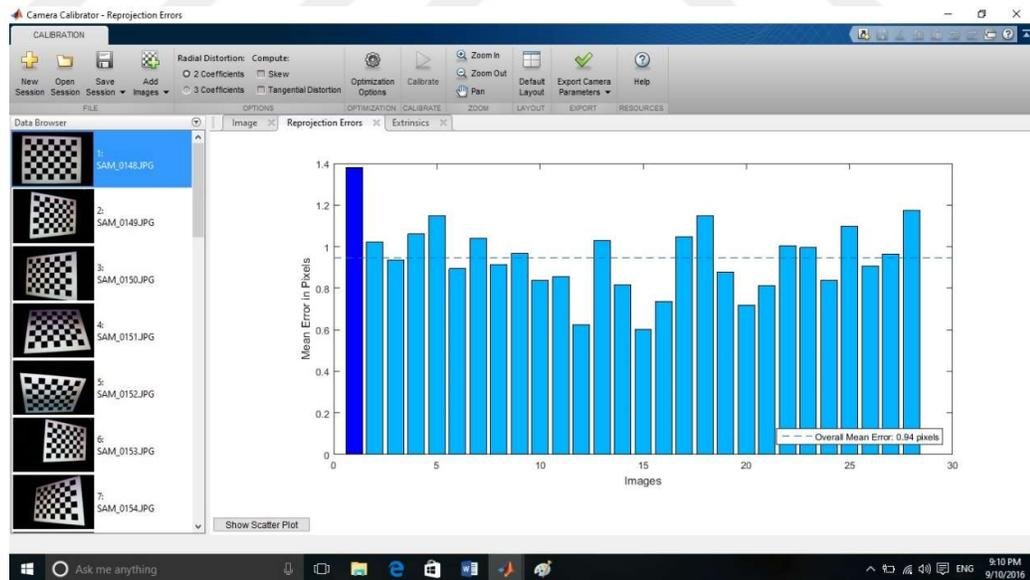 Camera Calibrator - Reprojection Errors
CALIBRATION
New Session
Open Session
Save Session
Add Images
FILE
Radial Distortion:
2 Coefficients
3 Coefficients
Compute:
Skew
Tangential Distortion
OPTIONS
Optimization Options
OPTIMIZATION
Calibrate
CALIBRATE
Zoom In
Zoom Out
Pan
ZOOM
Default Layout
LAYOUT
Export Camera Parameters
EXPORT
Help
RESOURCES
Data Browser
Image
Reprojection Errors
Extrinsics
1:
SAM_0148.JPG
2:
SAM_0149.JPG
3:
SAM_0150.JPG
4:
SAM_0151.JPG
5:
SAM_0152.JPG
6:
SAM_0153.JPG
7:
SAM_0154.JPG
Mean Error in Pixels
1.4
1.2
1
0.8
0.6
0.4
0.2
0
0 5 10 15 20 25 30
Images
Overall Mean Error: 0.94 pixels
Show Scatter Plot
Ask me anything
ENG
9:10 PM
9/10/2016